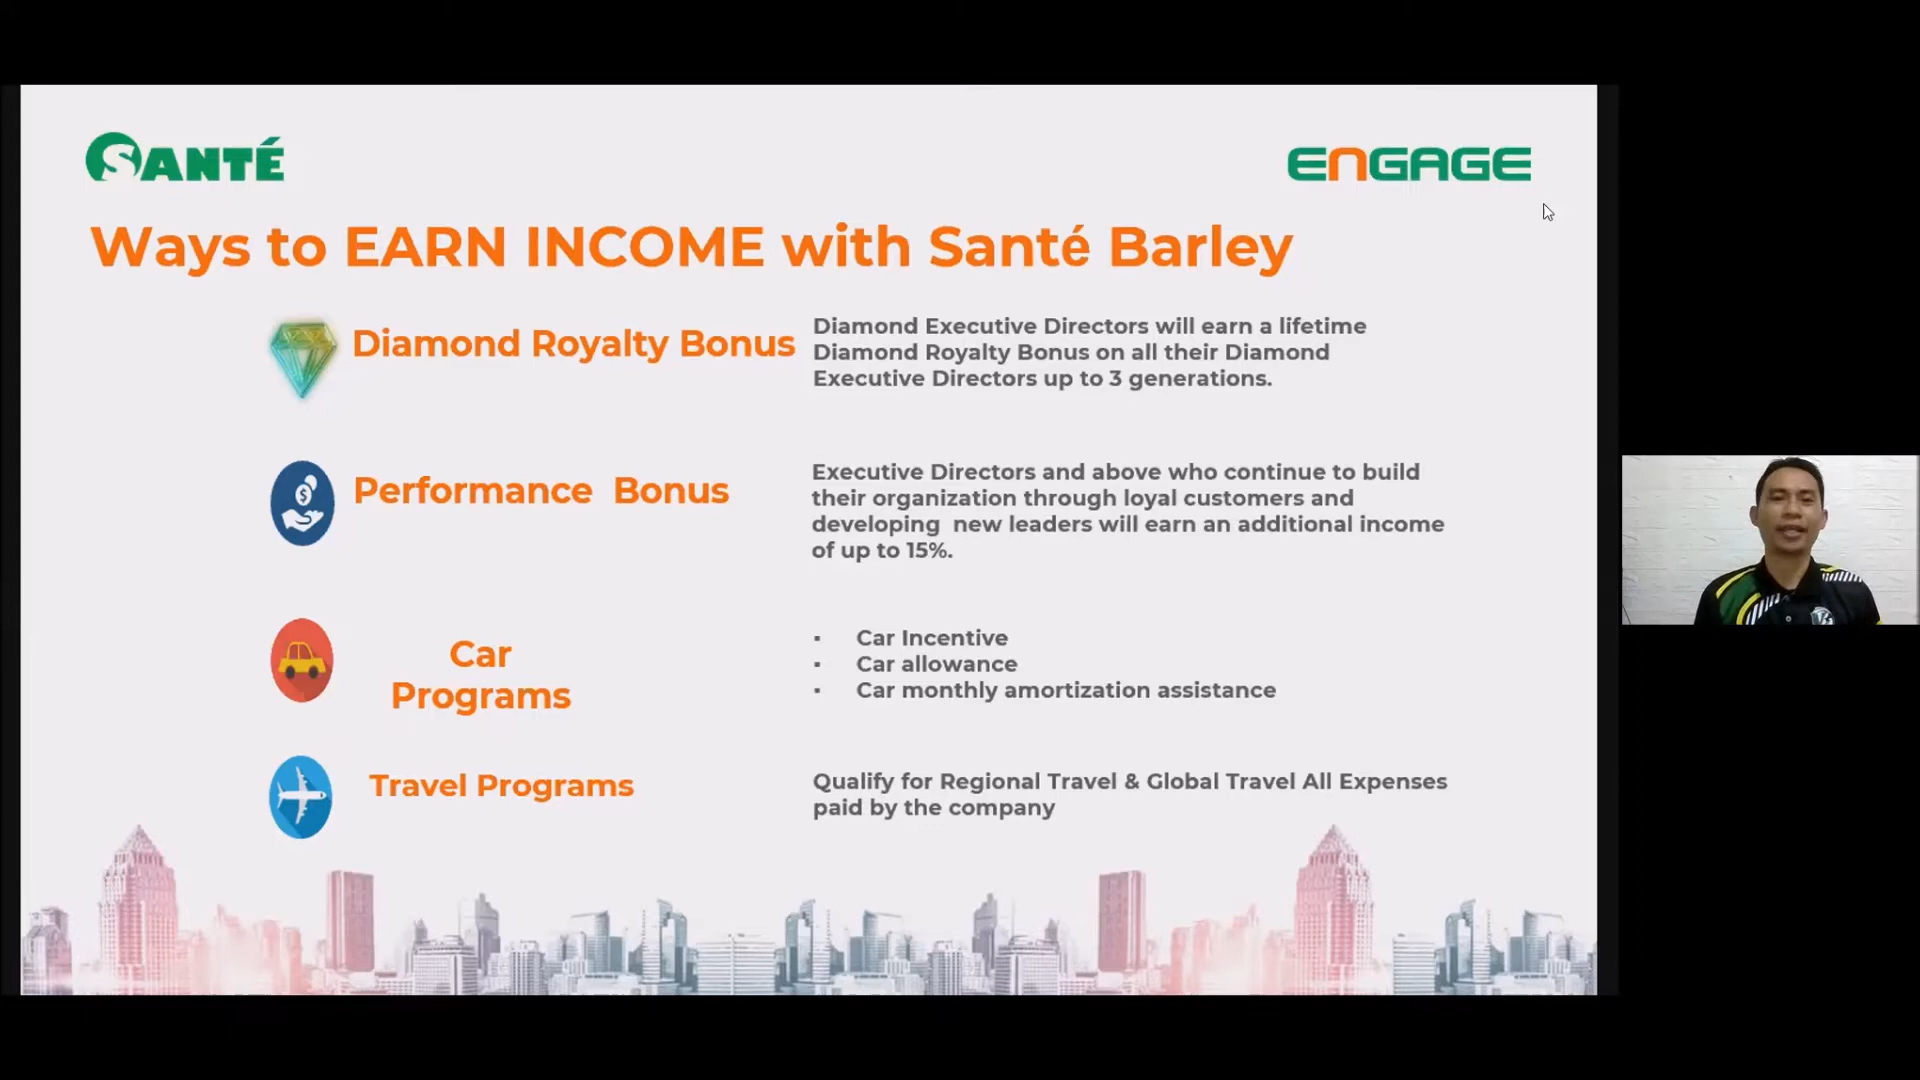 SANTÉ
ENGAGE
Ways to EARN INCOME with Santé Barley
Diamond Royalty Bonus
Diamond Executive Directors will earn a lifetime
Diamond Royalty Bonus on all their Diamond
Executive Directors up to 3 generations.
Performance Bonus
Executive Directors and above who continue to build
their organization through loyal customers and
developing new leaders will earn an additional income
of up to 15%.
Car
Programs
▪ Car Incentive
▪ Car allowance
▪ Car monthly amortization assistance
Travel Programs
Qualify for Regional Travel & Global Travel All Expenses
paid by the company